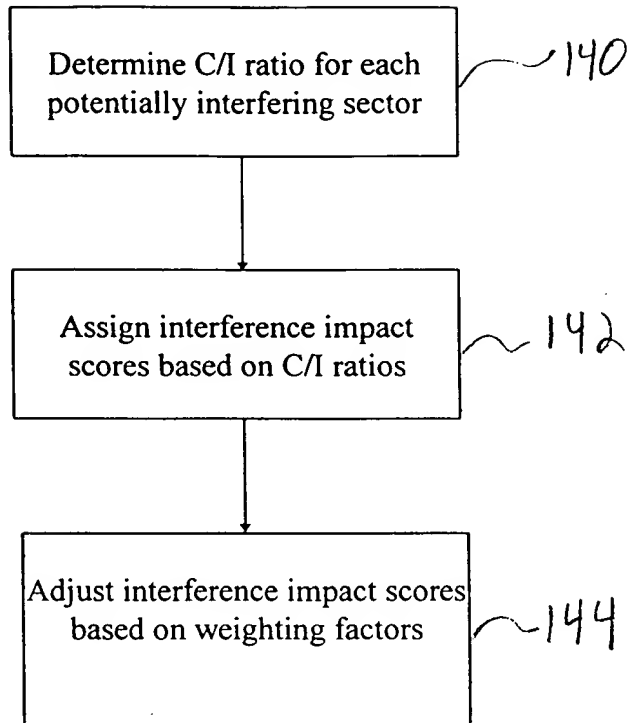 Determine C/I ratio for each
potentially interfering sector
140
Assign interference impact
scores based on C/I ratios
142
Adjust interference impact scores
based on weighting factors
144